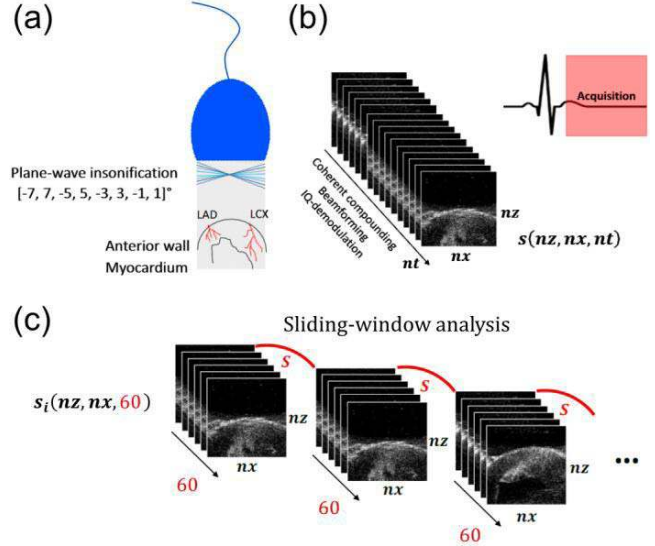 (a)
Plane-wave insonification
[-7, 7, -5, 5, -3, 3, -1, 1]°
LAD
LCX
Anterior wall
Myocardium
(b)
Acquisition
Coherent compounding
Beamforming
IQ-demodulation
nt
nx
nz
s(nz, nx, nt)
(c)
Sliding-window analysis
s_i(nz, nx, 60)
S
S
S
nz
nx
60
nz
nx
60
nz
nx
60
...